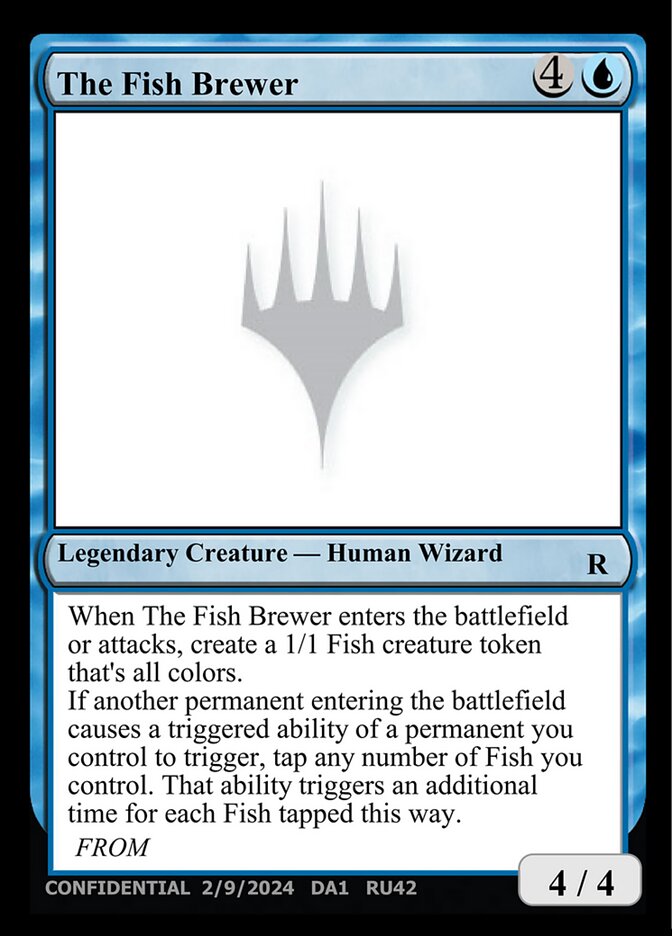 The Fish Brewer
4
Legendary Creature — Human Wizard
R
When The Fish Brewer enters the battlefield
or attacks, create a 1/1 Fish creature token
that's all colors.
If another permanent entering the battlefield
causes a triggered ability of a permanent you
control to trigger, tap any number of Fish you
control. That ability triggers an additional
time for each Fish tapped this way.
FROM
CONFIDENTIAL 2/9/2024 DA1 RU42
4 / 4